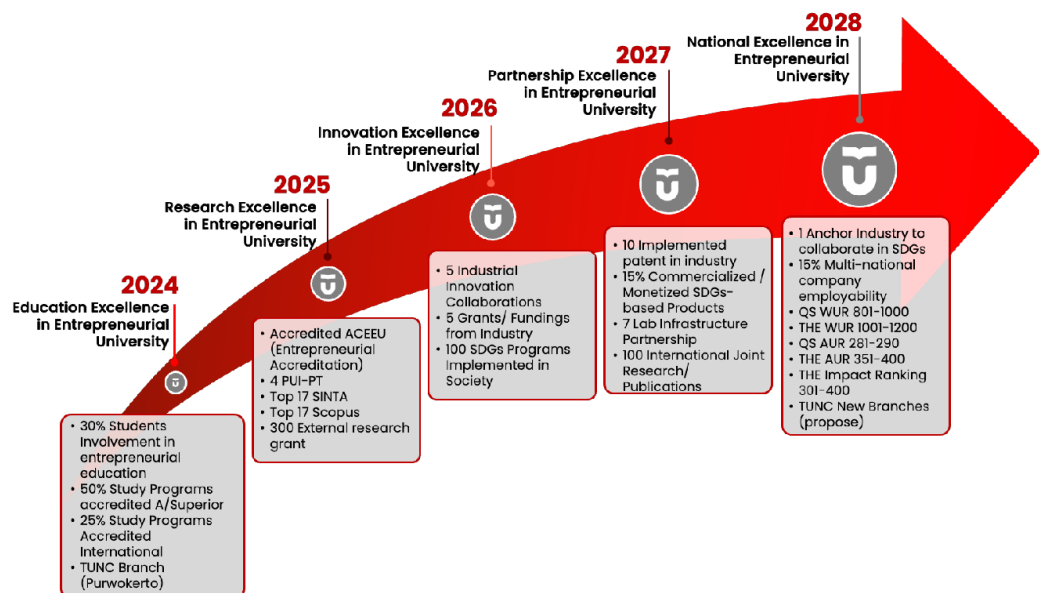 2024
Education Excellence
in Entrepreneurial
University
• 30% Students
Involvement in
entrepreneurial
education
• 50% Study Programs
accredited A/Superior
• 25% Study Programs
Accredited
International
• TUNC Branch
(Purwokerto)
2025
Research Excellence
in Entrepreneurial
University
• Accredited ACEEU
(Entrepreneurial
Accreditation)
• 4 PUI-PT
• Top 17 SINTA
• Top 17 Scopus
• 300 External research
grant
2026
Innovation Excellence
in Entrepreneurial
University
• 5 Industrial
Innovation
Collaborations
• 5 Grants/ Fundings
from Industry
• 100 SDGs Programs
Implemented in
Society
2027
Partnership Excellence
in Entrepreneurial
University
• 10 Implemented
patent in industry
• 15% Commercialized /
Monetized SDGs-
based Products
• 7 Lab Infrastructure
Partnership
• 100 International Joint
Research/
Publications
2028
National Excellence in
Entrepreneurial
University
• 1 Anchor Industry to
collaborate in SDGs
• 15% Multi-national
company
employability
• QS WUR 801-1000
• THE WUR 1001-1200
• QS AUR 281-290
• THE AUR 351-400
• THE Impact Ranking
301-400
• TUNC New Branches
(propose)